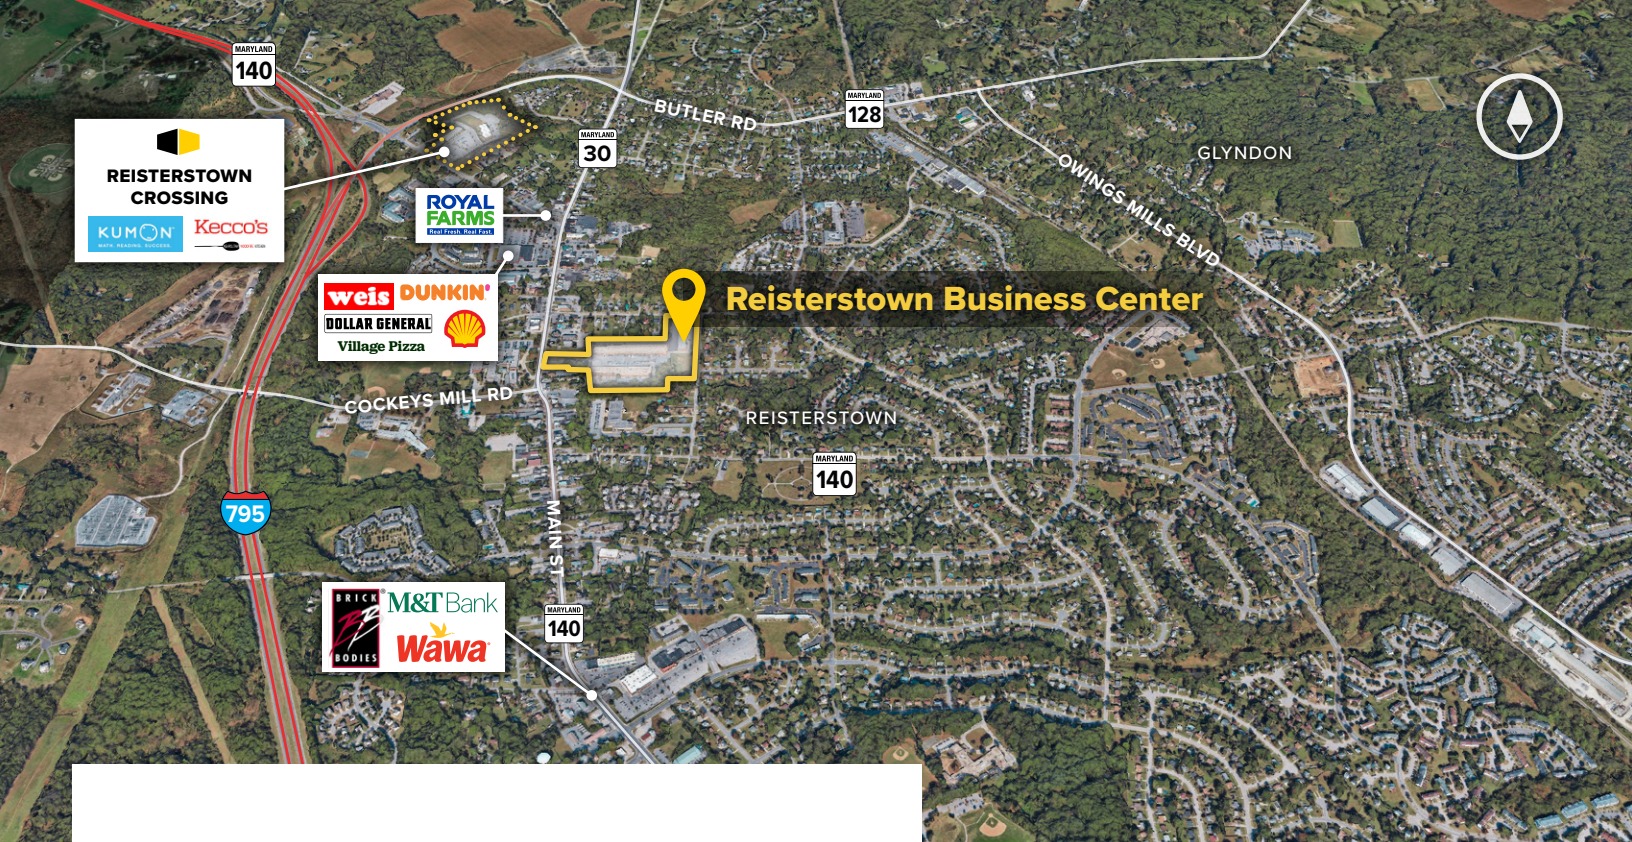 MARYLAND
140
BUTLER RD
MARYLAND
128
MARYLAND
30
GLYNDON
OWINGS MILLS BLVD
REISTERSTOWN
CROSSING
KUMON
MATH. READING. SUCCESS.
Kecco's
ROYAL
FARMS
Real Fresh. Real Fast.
weis
DUNKIN'
DOLLAR GENERAL
Village Pizza
Reisterstown Business Center
COCKEYS MILL RD
REISTERSTOWN
MARYLAND
140
795
MAIN ST
BRICK
BB
BODIES
M&T Bank
Wawa
MARYLAND
140